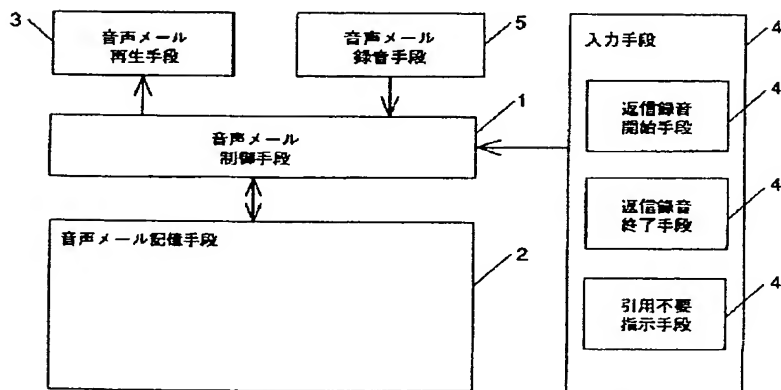 3
音声メール
再生手段
音声メール
録音手段
5
入力手段
4
音声メール
制御手段
1
返信録音
開始手段
4
返信録音
終了手段
4
音声メール記憶手段
2
引用不要
指示手段
4